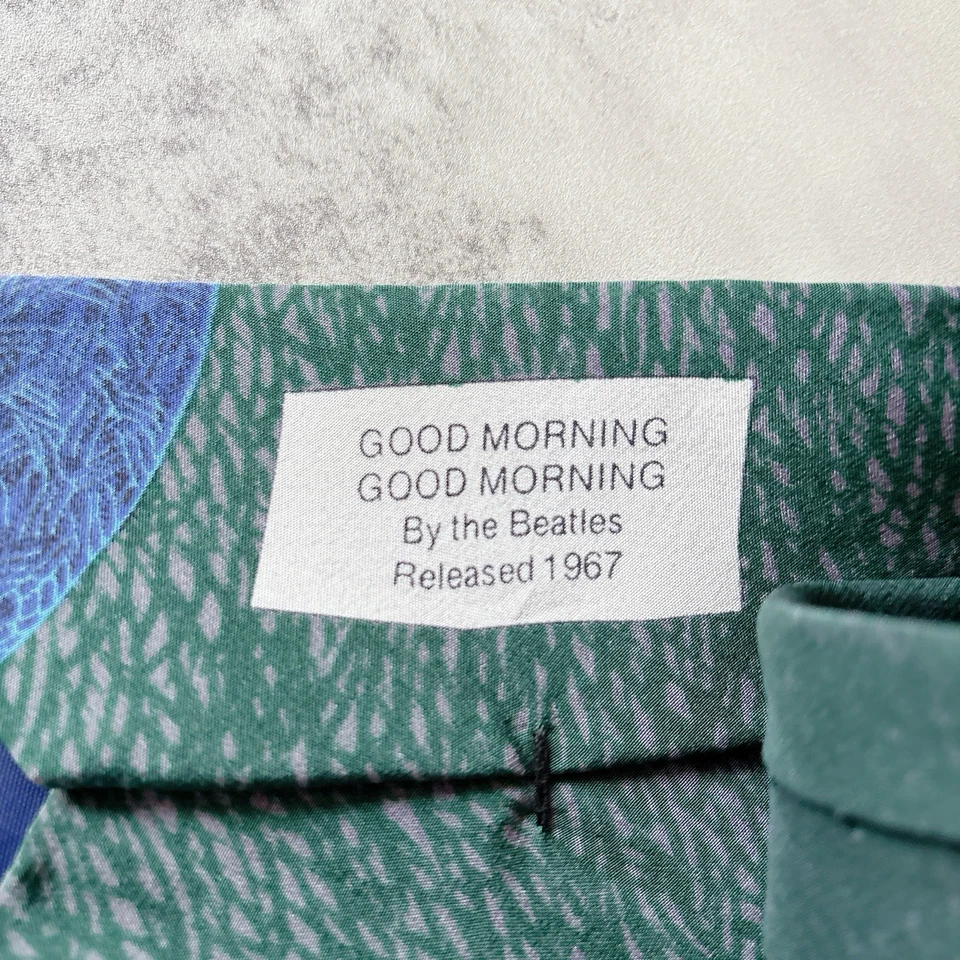 GOOD MORNING
GOOD MORNING
By the Beatles
Released 1967